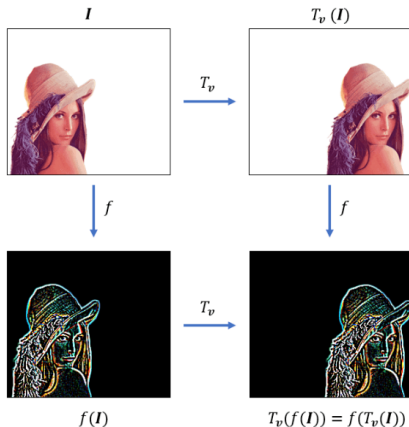 I
T_v (I)
T_v
f
f
T_v
f(I)
T_v(f(I)) = f(T_v(I))